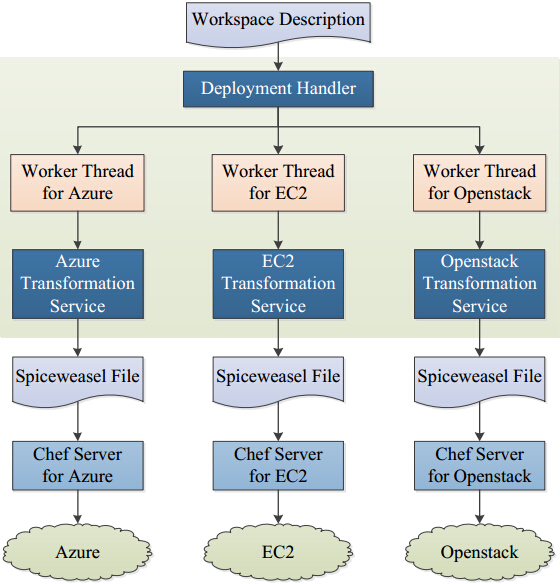 Workspace Description
Deployment Handler
Worker Thread
for Azure
Worker Thread
for EC2
Worker Thread
for Openstack
Azure
Transformation
Service
EC2
Transformation
Service
Openstack
Transformation
Service
Spiceweasel File
Spiceweasel File
Spiceweasel File
Chef Server
for Azure
Chef Server
for EC2
Chef Server
for Openstack
Azure
EC2
Openstack